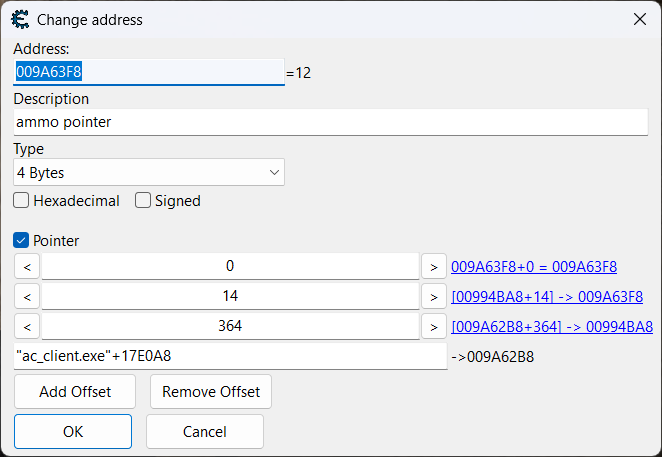 Change address
Address:
009A63F8 =12
Description
ammo pointer
Type
4 Bytes
Hexadecimal Signed
Pointer
< 0 > 009A63F8+0 = 009A63F8
< 14 > [00994BA8+14] -> 009A63F8
< 364 > [009A62B8+364] -> 00994BA8
"ac_client.exe"+17E0A8 ->009A62B8
Add Offset Remove Offset
OK Cancel